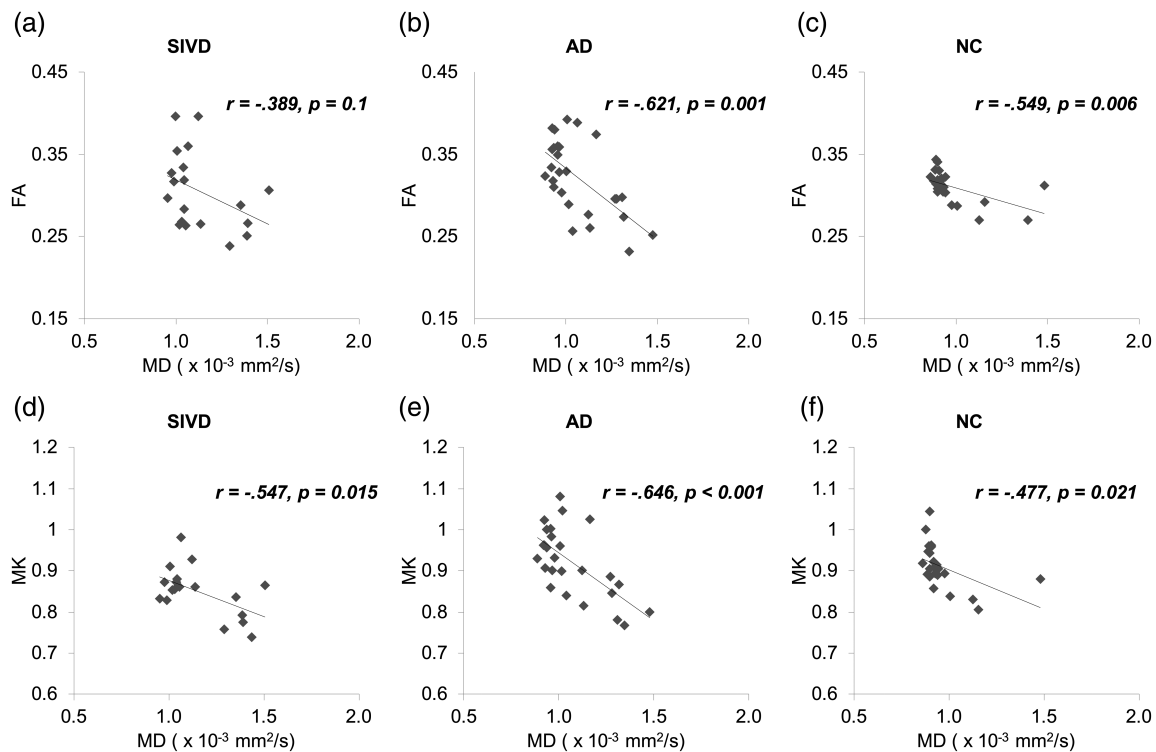 (a)
SIVD
r = -.389, p = 0.1
0.45
0.35
0.25
0.15
FA
0.5 1.0 1.5 2.0
MD ( x 10-3 mm2/s)
(b)
AD
r = -.621, p = 0.001
0.45
0.35
0.25
0.15
FA
0.5 1.0 1.5 2.0
MD ( x 10-3 mm2/s)
(c)
NC
r = -.549, p = 0.006
0.45
0.35
0.25
0.15
FA
0.5 1.0 1.5 2.0
MD ( x 10-3 mm2/s)
(d)
SIVD
r = -.547, p = 0.015
1.2
1.1
1
0.9
0.8
0.7
0.6
MK
0.5 1.0 1.5 2.0
MD ( x 10-3 mm2/s)
(e)
AD
r = -.646, p < 0.001
1.2
1.1
1
0.9
0.8
0.7
0.6
MK
0.5 1.0 1.5 2.0
MD ( x 10-3 mm2/s)
(f)
NC
r = -.477, p = 0.021
1.2
1.1
1
0.9
0.8
0.7
0.6
MK
0.5 1.0 1.5 2.0
MD ( x 10-3 mm2/s)